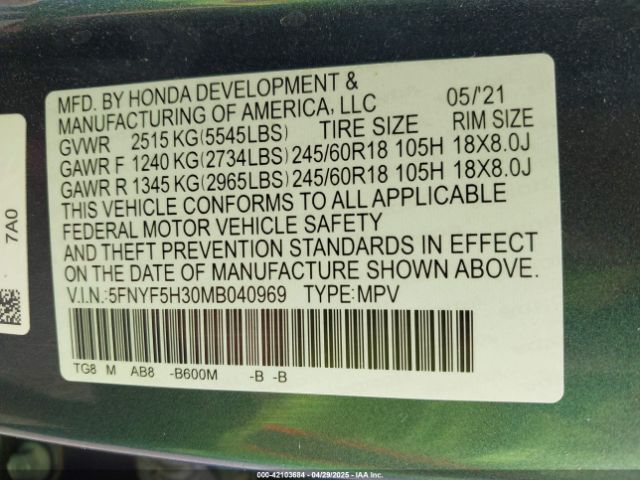 MFD. BY HONDA DEVELOPMENT &
MANUFACTURING OF AMERICA, LLC 05/'21
GVWR 2515 KG(5545LBS) TIRE SIZE RIM SIZE
GAWR F 1240 KG(2734LBS) 245/60R18 105H 18X8.0J
GAWR R 1345 KG(2965LBS) 245/60R18 105H 18X8.0J
THIS VEHICLE CONFORMS TO ALL APPLICABLE
FEDERAL MOTOR VEHICLE SAFETY
AND THEFT PREVENTION STANDARDS IN EFFECT
ON THE DATE OF MANUFACTURE SHOWN ABOVE.
V.I.N.:5FNYF5H30MB040969 TYPE:MPV
TG8 M AB8 -B600M -B -B
7A0
000-42103684 - 04/29/2025 - IAA Inc.